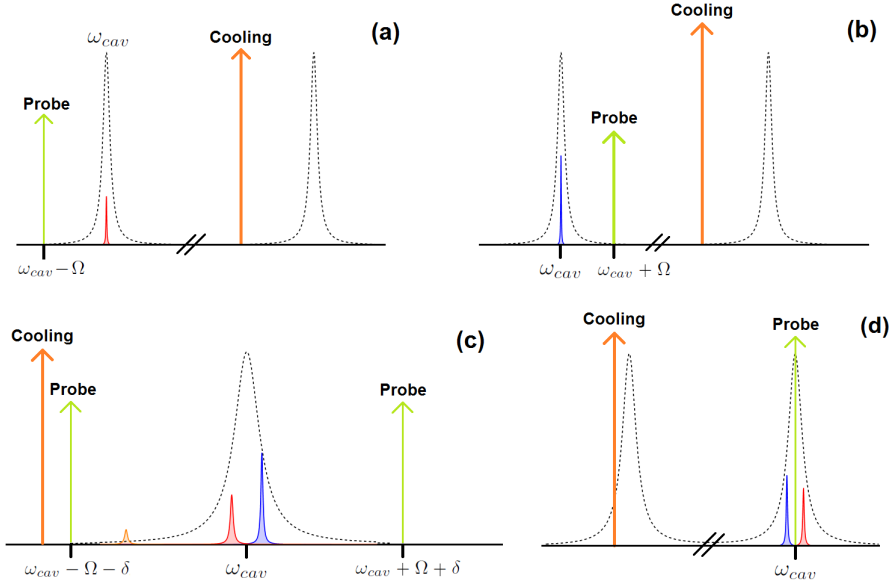 (a)
ω_cav
Cooling
Probe
ω_cav − Ω
(b)
Cooling
Probe
ω_cav
ω_cav + Ω
(c)
Cooling
Probe
Probe
ω_cav − Ω − δ
ω_cav
ω_cav + Ω + δ
(d)
Cooling
Probe
ω_cav